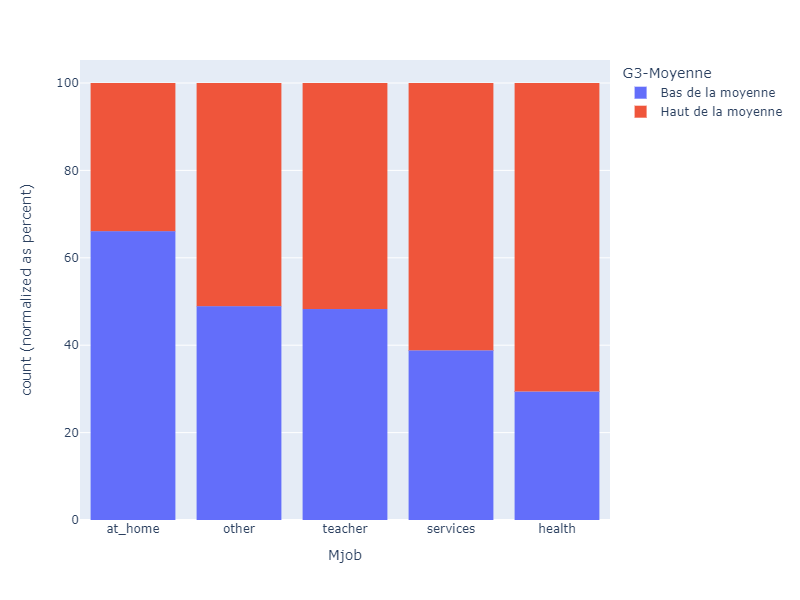 G3-Moyenne
Bas de la moyenne
Haut de la moyenne
100
80
60
40
20
0
count (normalized as percent)
at_home other teacher services health
Mjob